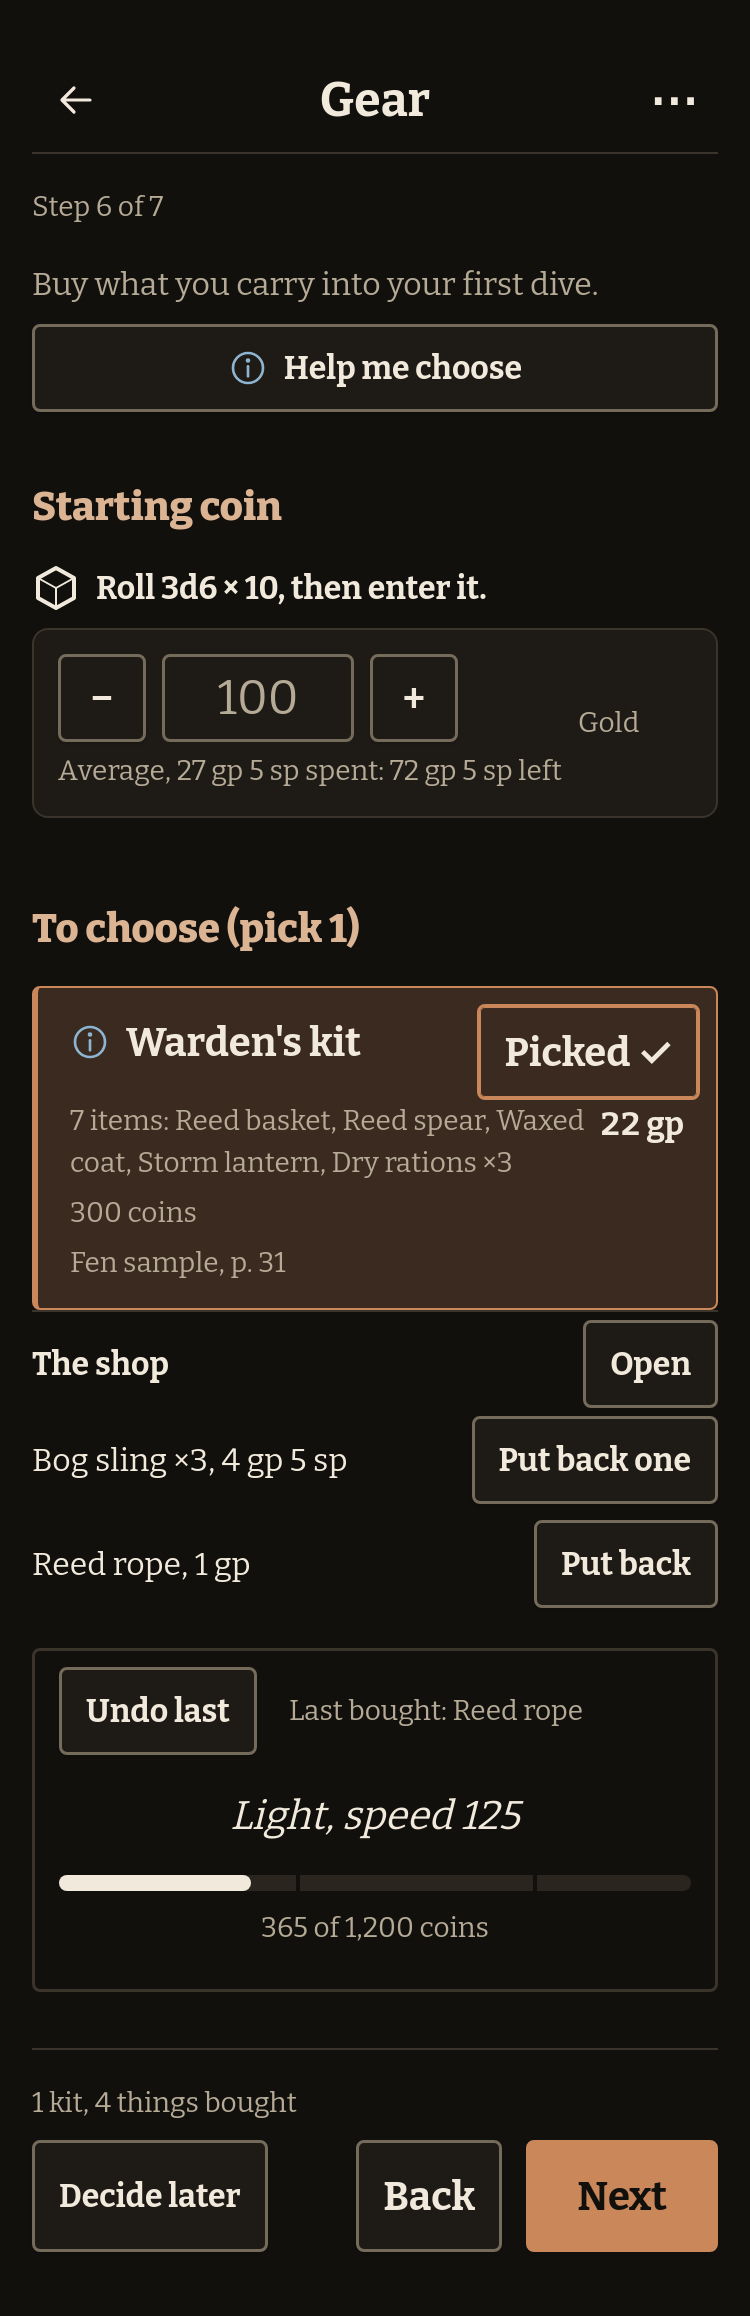 Gear
Step 6 of 7
Buy what you carry into your first dive.
Help me choose
Starting coin
Roll 3d6 × 10, then enter it.
− 100 + Gold
Average, 27 gp 5 sp spent: 72 gp 5 sp left
To choose (pick 1)
Warden's kit Picked ✓
7 items: Reed basket, Reed spear, Waxed 22 gp
coat, Storm lantern, Dry rations ×3
300 coins
Fen sample, p. 31
The shop Open
Bog sling ×3, 4 gp 5 sp Put back one
Reed rope, 1 gp Put back
Undo last Last bought: Reed rope
Light, speed 125
365 of 1,200 coins
1 kit, 4 things bought
Decide later Back Next